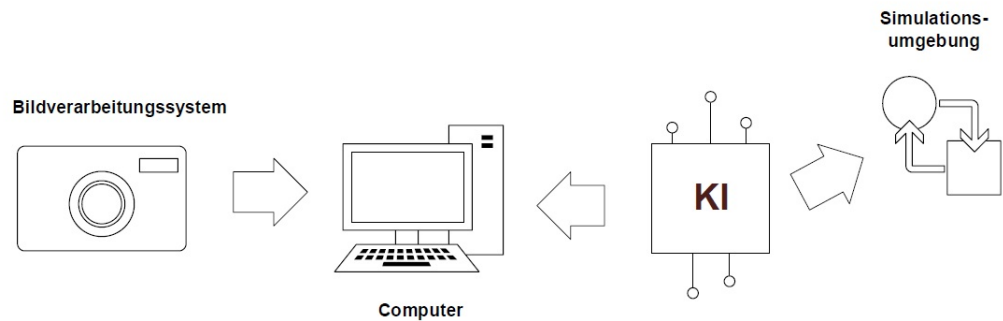 Simulations-
umgebung
Bildverarbeitungssystem
KI
Computer